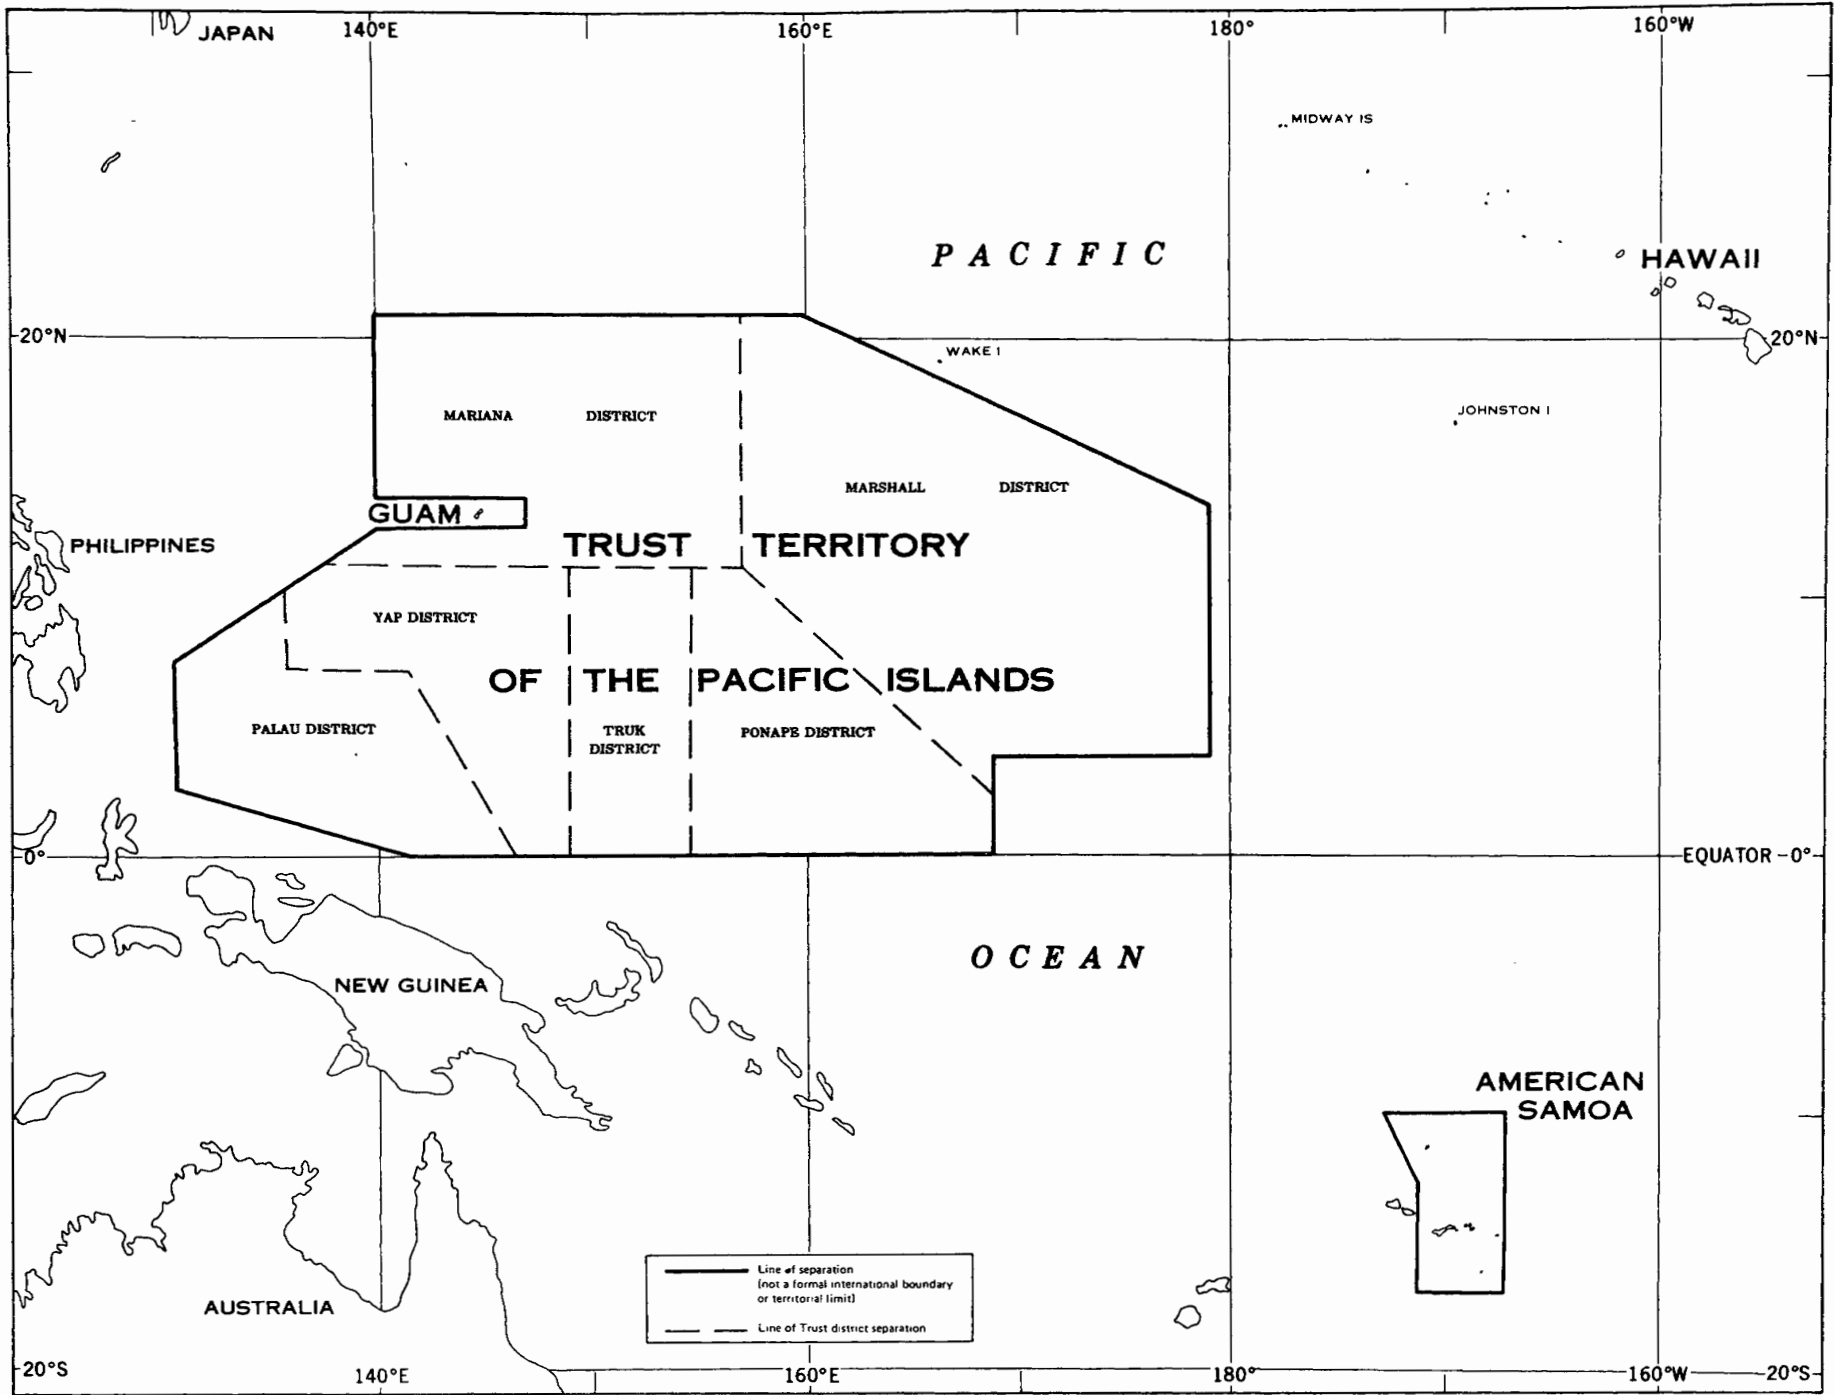 JAPAN
140°E
160°E
180°
160°W
MIDWAY IS
PACIFIC
HAWAII
20°N
20°N
WAKE I
MARIANA DISTRICT
JOHNSTON I
MARSHALL DISTRICT
GUAM
PHILIPPINES
TRUST TERRITORY
YAP DISTRICT
OF THE PACIFIC ISLANDS
PALAU DISTRICT
TRUK
DISTRICT
PONAPE DISTRICT
0°
EQUATOR - 0°
OCEAN
NEW GUINEA
AMERICAN
SAMOA
AUSTRALIA
Line of separation
(not a formal international boundary
or territorial limit)
Line of Trust district separation
20°S
140°E
160°E
180°
160°W
20°S